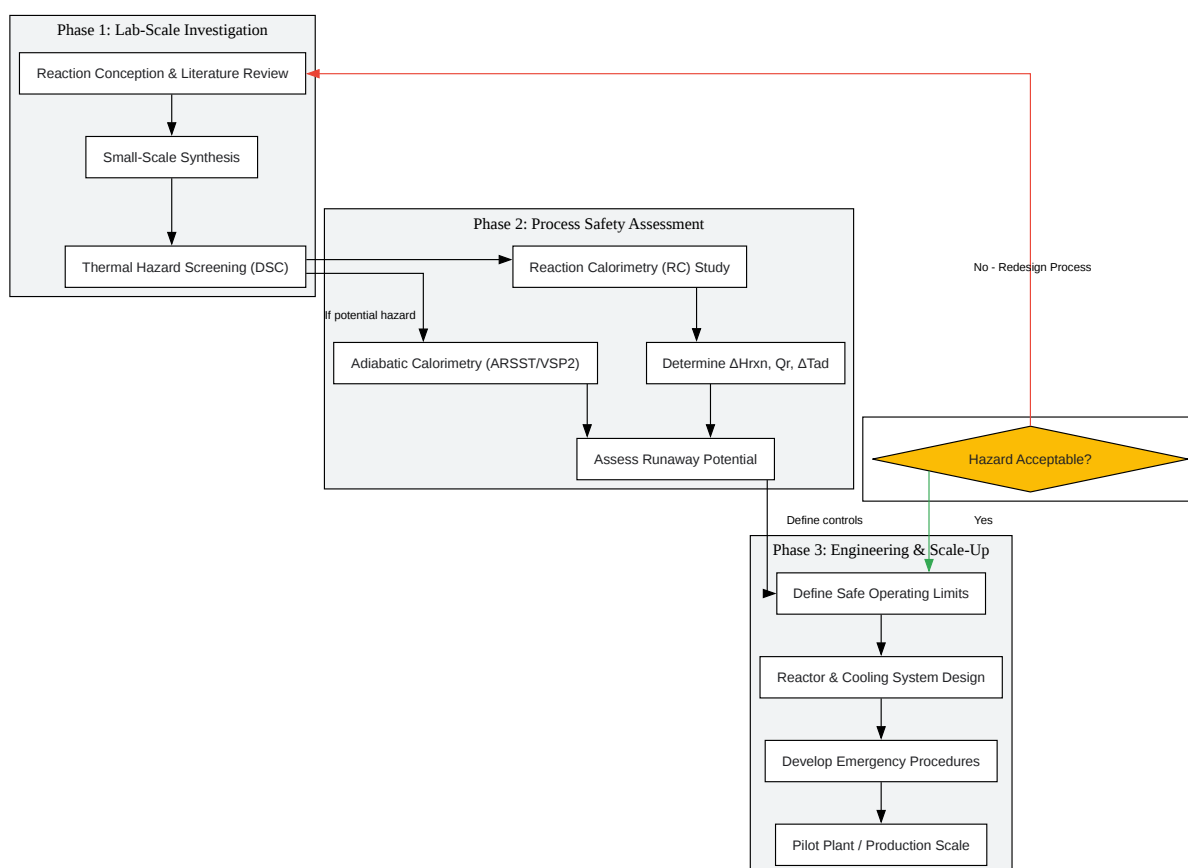 Phase 1: Lab-Scale Investigation
Reaction Conception & Literature Review
Small-Scale Synthesis
Thermal Hazard Screening (DSC)
Phase 2: Process Safety Assessment
Reaction Calorimetry (RC) Study
No - Redesign Process
If potential hazard
Adiabatic Calorimetry (ARSST/VSP2)
Determine ΔHrxn, Qr, ΔTad
Assess Runaway Potential
Hazard Acceptable?
Define controls
Yes
Phase 3: Engineering & Scale-Up
Define Safe Operating Limits
Reactor & Cooling System Design
Develop Emergency Procedures
Pilot Plant / Production Scale